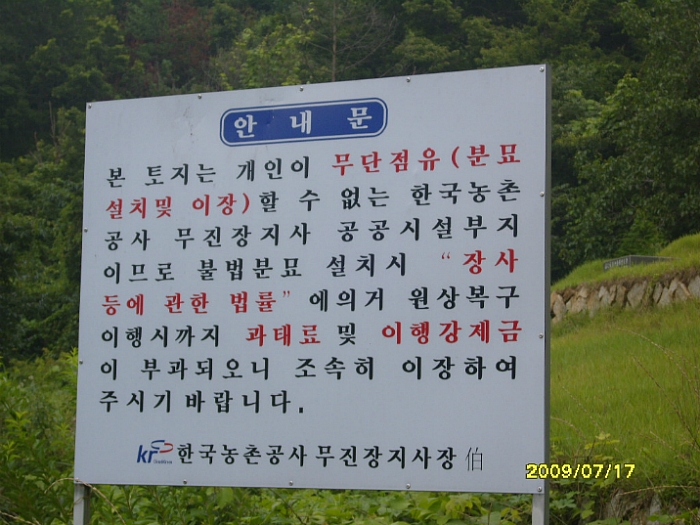 안 내 문
본 토지는 개인이 무단점유(분묘
설치및 이장)할 수 없는 한국농촌
공사 무진장지사 공공시설부지
이므로 불법분묘 설치시 "장사
등에 관한 법률" 에의거 원상복구
이행시까지 과태료및 이행강제금
이 부과되오니 조속히 이장하여
주시기 바랍니다.
kr 한국농촌공사 무진장지사장 伯
2009/07/17